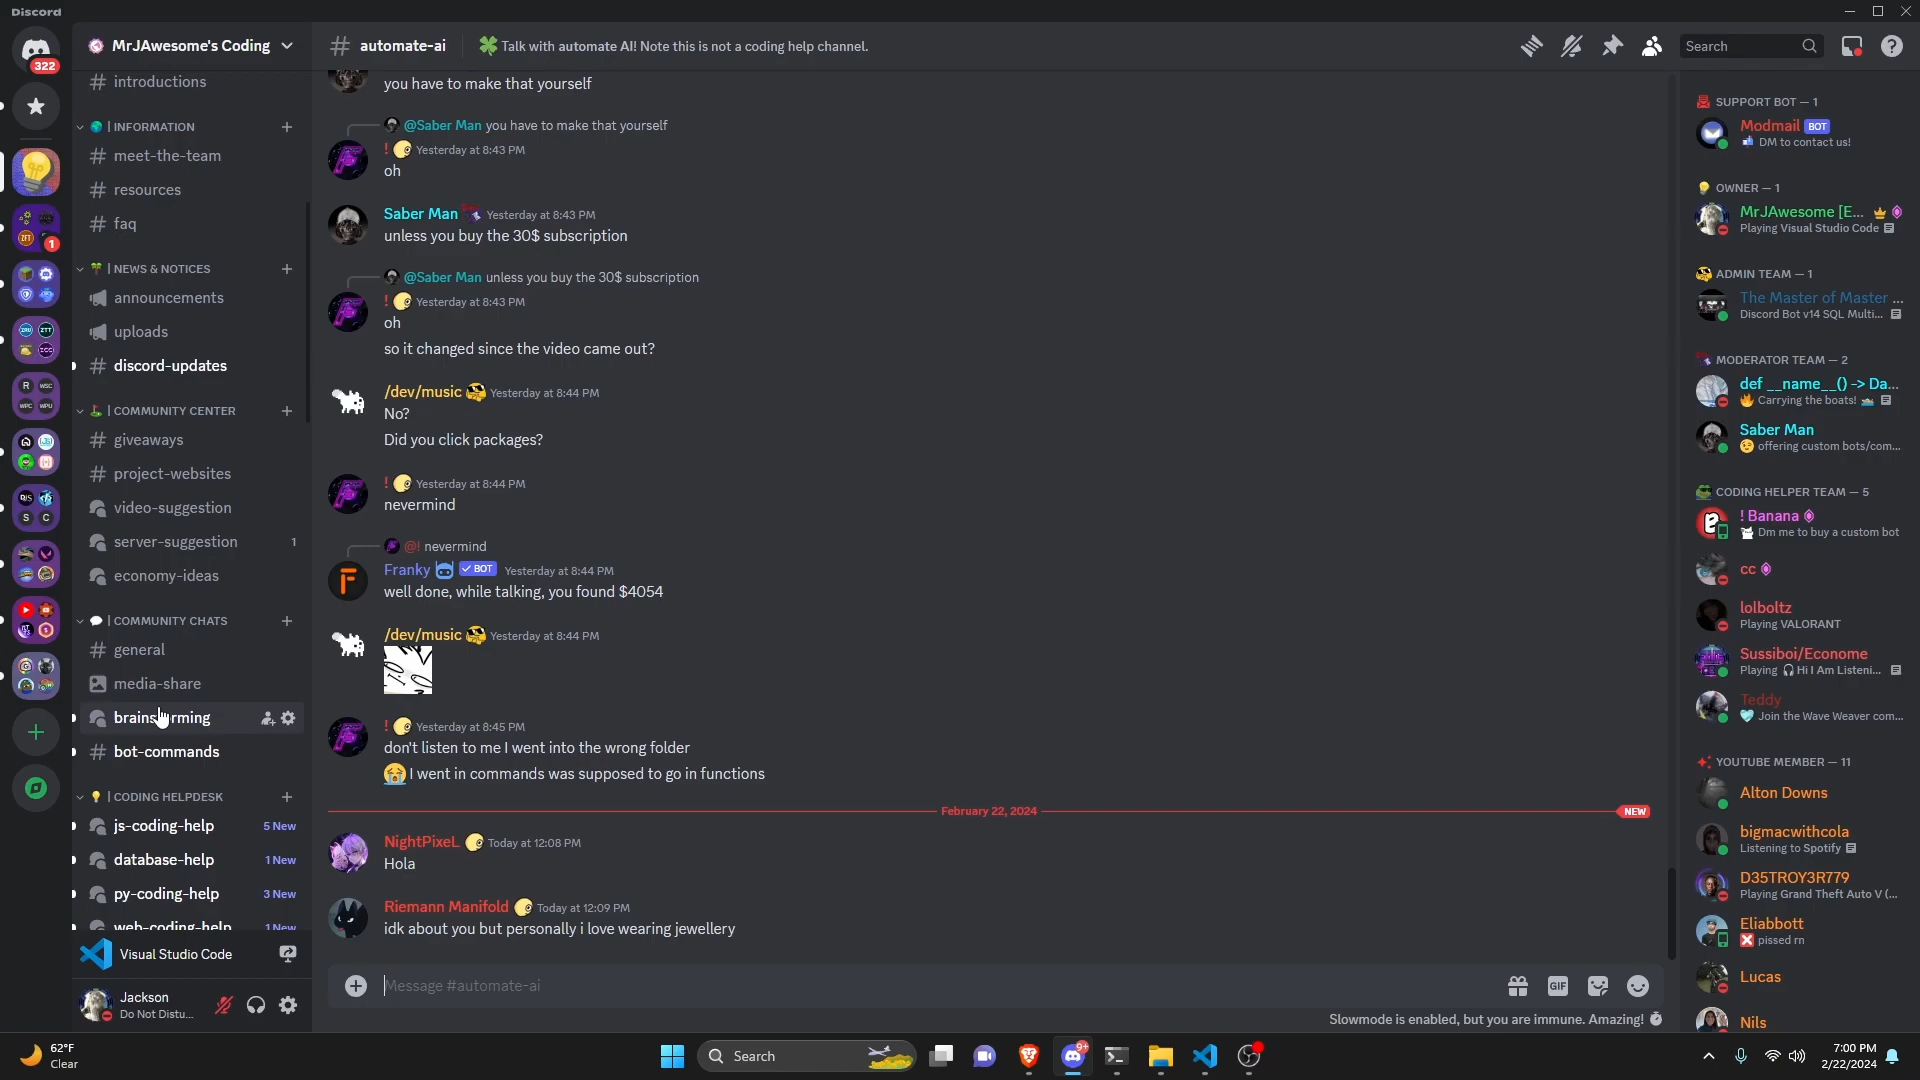 Discord
322
MrJAwesome's Coding
introductions
| INFORMATION
meet-the-team
resources
faq
| NEWS & NOTICES
announcements
uploads
discord-updates
| COMMUNITY CENTER
giveaways
project-websites
video-suggestion
server-suggestion 1
economy-ideas
| COMMUNITY CHATS
general
media-share
bot-commands
| CODING HELPDESK
js-coding-help 5 New
database-help 1 New
py-coding-help 3 New
web-coding-help 1 New
Visual Studio Code
Jackson
Do Not Distu...
# automate-ai
Talk with automate AI! Note this is not a coding help channel.
Search
you have to make that yourself
@Saber Man you have to make that yourself
! Yesterday at 8:43 PM
oh
Saber Man Yesterday at 8:43 PM
unless you buy the 30$ subscription
@Saber Man unless you buy the 30$ subscription
! Yesterday at 8:43 PM
oh
so it changed since the video came out?
/dev/music Yesterday at 8:44 PM
No?
Did you click packages?
! Yesterday at 8:44 PM
nevermind
@! nevermind
Franky BOT Yesterday at 8:44 PM
well done, while talking, you found $4054
/dev/music Yesterday at 8:44 PM
! Yesterday at 8:45 PM
don't listen to me I went into the wrong folder
I went in commands was supposed to go in functions
February 22, 2024 NEW
NightPixeL Today at 12:08 PM
Hola
Riemann Manifold Today at 12:09 PM
idk about you but personally i love wearing jewellery
Message #automate-ai
GIF
Slowmode is enabled, but you are immune. Amazing!
SUPPORT BOT — 1
Modmail BOT
DM to contact us!
OWNER — 1
MrJAwesome [E...
Playing Visual Studio Code
ADMIN TEAM — 1
The Master of Master ...
Discord Bot v14 SQL Multi...
MODERATOR TEAM — 2
def __name__() -> Da...
Carrying the boats!
Saber Man
offering custom bots/com...
CODING HELPER TEAM — 5
! Banana
Dm me to buy a custom bot
cc
lolboltz
Playing VALORANT
Sussiboi/Econome
Playing Hi I Am Listeni...
Teddy
Join the Wave Weaver com...
YOUTUBE MEMBER — 11
Alton Downs
bigmacwithcola
Listening to Spotify
D35TROY3R779
Playing Grand Theft Auto V (...
Eliabbott
pissed rn
Lucas
Nils
62°F
Clear
Search
9+
7:00 PM
2/22/2024